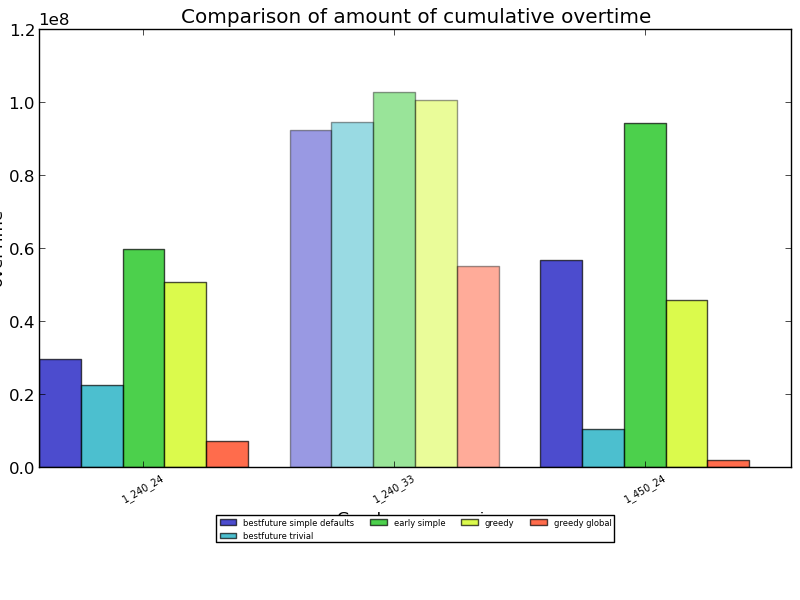 Comparison of amount of cumulative overtime
1e8
1.2
1.0
0.8
0.6
0.4
0.2
0.0
1_240_24
1_240_33
1_450_24
bestfuture simple defaults
early simple
greedy
greedy global
bestfuture trivial